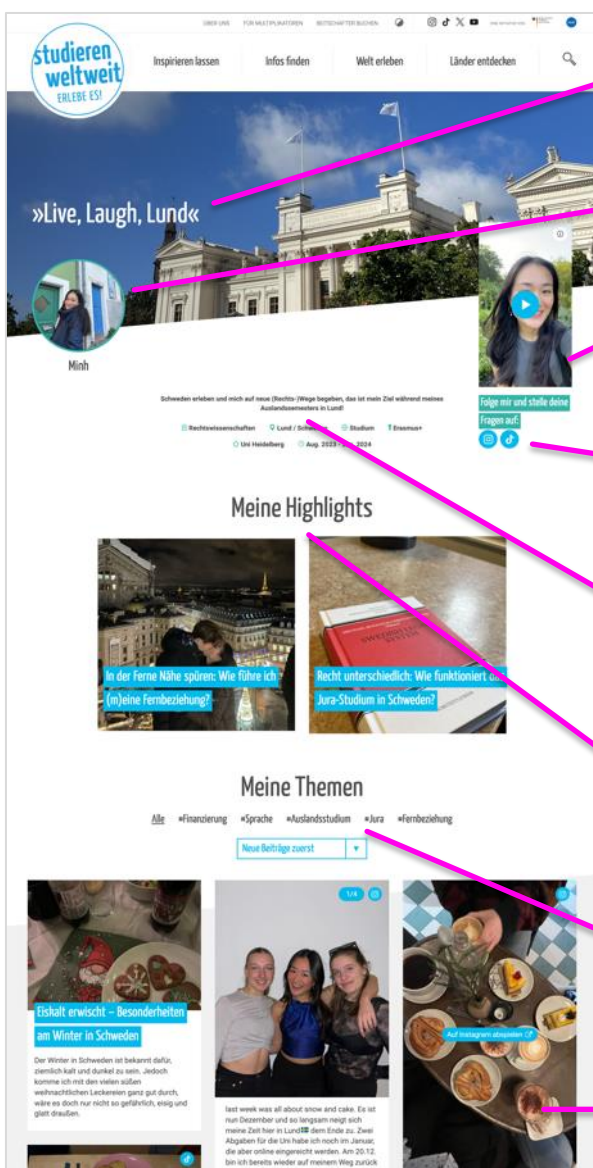 ÜBER UNS FÜR MULTIPLIKATOREN BOTSCHAFTER BUCHEN
studieren
weltweit
ERLEBE ES!
Inspirieren lassen Infos finden Welt erleben Länder entdecken
»Live, Laugh, Lund«
Minh
Schweden erleben und mich auf neue (Rechts-)Wege begeben, das ist mein Ziel während meines
Auslandssemesters in Lund!
Rechtswissenschaften Lund / Schweden Studium Erasmus+
Uni Heidelberg Aug. 2023 - 2024
Folge mir und stelle deine
Fragen auf:
Meine Highlights
In der Ferne Nähe spüren: Wie führe ich
(m)eine Fernbeziehung?
Recht unterschiedlich: Wie funktioniert das
Jura-Studium in Schweden?
Meine Themen
Alle #Finanzierung #Sprache #Auslandsstudium #Jura #Fernbeziehung
Neue Beiträge zuerst
1/4
Eiskalt erwischt – Besonderheiten
am Winter in Schweden
Der Winter in Schweden ist bekannt dafür,
ziemlich kalt und dunkel zu sein. Jedoch
komme ich mit den vielen süßen
weihnachtlichen Leckereien ganz gut durch,
wäre es doch nur nicht so gefährlich, eisig und
glatt draußen.
last week was all about snow and cake. Es ist
nun Dezember und so langsam neigt sich
meine Zeit hier in Lund🇸🇪 dem Ende zu. Zwei
Abgaben für die Uni habe ich noch im Januar,
die aber online eingereicht werden. Am 20.12.
bin ich bereits wieder auf meinem Weg zurück
Auf Instagram abspielen